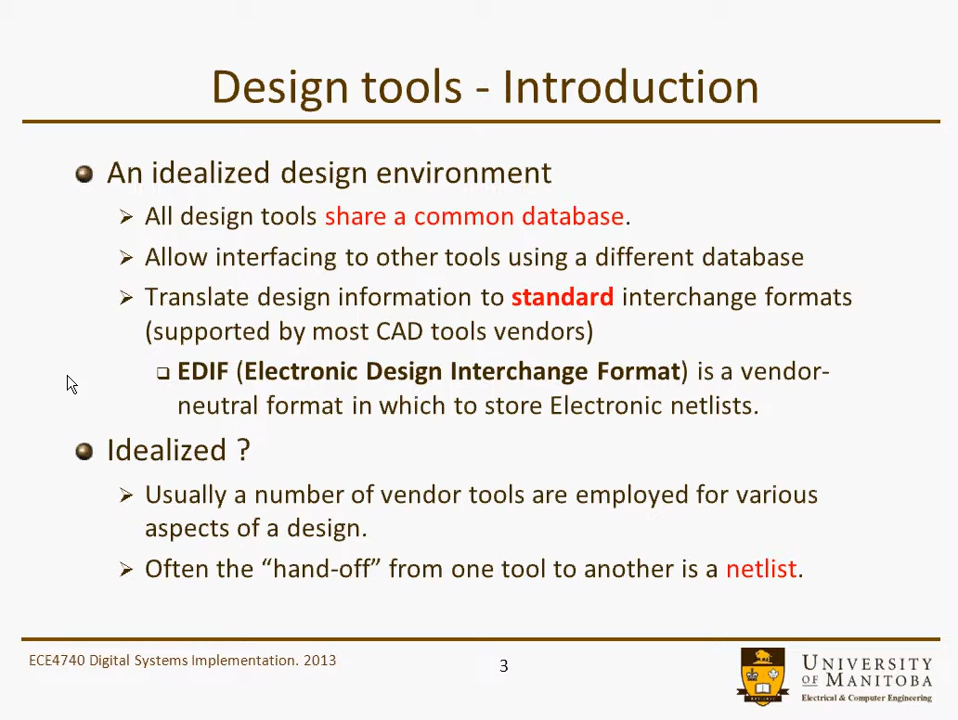 Design tools - Introduction
An idealized design environment
All design tools share a common database.
Allow interfacing to other tools using a different database
Translate design information to standard interchange formats
(supported by most CAD tools vendors)
EDIF (Electronic Design Interchange Format) is a vendor-
neutral format in which to store Electronic netlists.
Idealized ?
Usually a number of vendor tools are employed for various
aspects of a design.
Often the “hand-off” from one tool to another is a netlist.
ECE4740 Digital Systems Implementation. 2013
3
UNIVERSITY
OF MANITOBA
Electrical & Computer Engineering